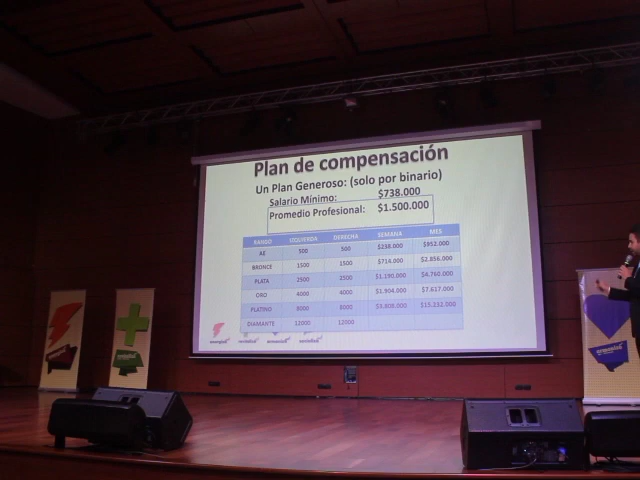 Plan de compensación
Un Plan Generoso: (solo por binario)
Salario Mínimo: $738.000
Promedio Profesional: $1.500.000
RANGO IZQUIERDA DERECHA SEMANA MES
AE 500 500 $238.000 $952.000
BRONCE 1500 1500 $714.000 $2.856.000
PLATA 2500 2500 $1.190.000 $4.760.000
ORO 4000 4000 $1.904.000 $7.617.000
PLATINO 8000 8000 $3.808.000 $15.232.000
DIAMANTE 12000 12000